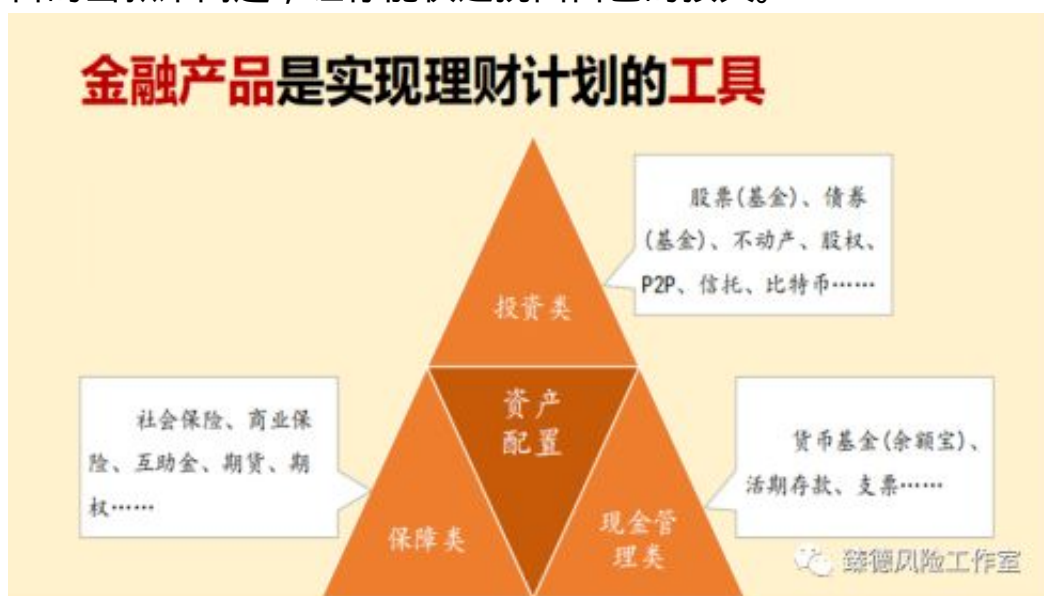 金融产品是实现理财计划的工具
股票(基金)、债券
(基金)、不动产、股权、
P2P、信托、比特币……
投资类
社会保险、商业保
险、互助金、期货、期
权……
资产
配置
货币基金(余额宝)、
活期存款、支票……
保障类
现金管
理类
臻德风险工作室